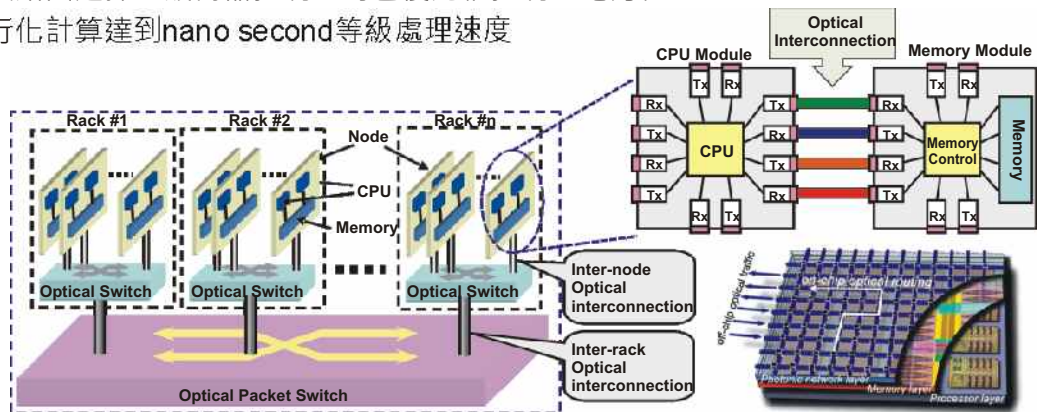 行化計算達到nano second等級處理速度
Optical
Interconnection
CPU Module
Memory Module
Tx Rx
Tx Rx
Rx
Tx
Rx
Tx
CPU
Tx
Rx
Tx
Rx
Rx
Tx
Rx
Tx
Memory
Control
Memory
Rx Tx
Rx Tx
Rack #1
Rack #2
Rack #n
Node
CPU
Memory
Optical Switch
Optical Switch
Optical Switch
Inter-node
Optical
interconnection
Inter-rack
Optical
interconnection
Optical Packet Switch
on-chip optical routing
off-chip optical traffic
Photonic network layer
Memory layer
Processor layer